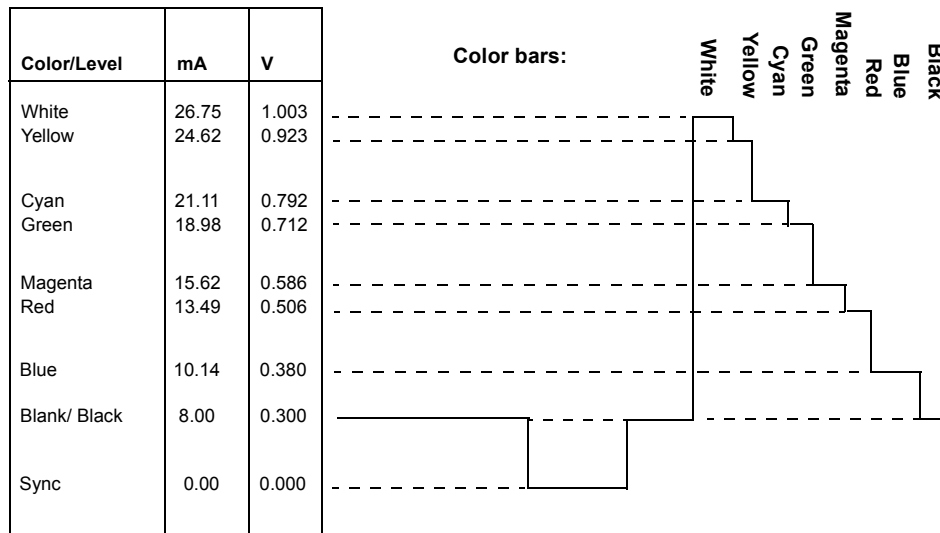 Color/Level mA V
White 26.75 1.003
Yellow 24.62 0.923
Cyan 21.11 0.792
Green 18.98 0.712
Magenta 15.62 0.586
Red 13.49 0.506
Blue 10.14 0.380
Blank/ Black 8.00 0.300
Sync 0.00 0.000
Color bars:
White
Yellow
Cyan
Green
Magenta
Red
Blue
Black